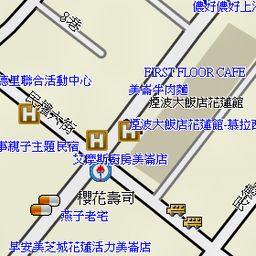 儂好儂好上海
8巷
FIRST FLOOR CAFE
億里聯合活動中心
美崙牛肉麵
煙波大飯店花蓮館
民權六街
煙波大飯店花蓮館-慕拉西
事親子主題民宿
艾摩斯廚房美崙店
櫻花壽司
燕子老宅
早安美芝城花蓮活力美崙店